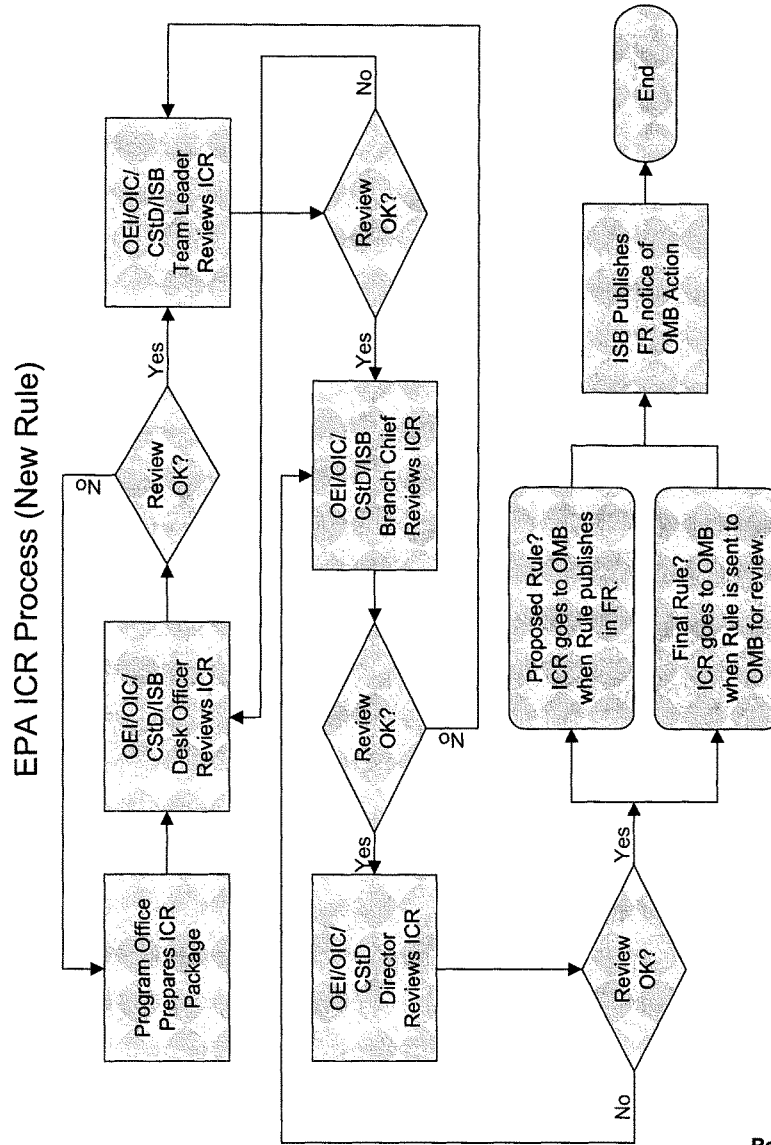 EPA ICR Process (New Rule)
Program Office
Prepares ICR
Package
OEI/OIC/
CStD/ISB
Desk Officer
Reviews ICR
Review
OK?
No
Yes
OEI/OIC/
CStD/ISB
Team Leader
Reviews ICR
Review
OK?
No
Yes
OEI/OIC/
CStD/ISB
Branch Chief
Reviews ICR
Review
OK?
No
Yes
OEI/OIC/
CStD
Director
Reviews ICR
Review
OK?
No
Yes
Proposed Rule?
ICR goes to OMB
when Rule publishes
in FR.
Final Rule?
ICR goes to OMB
when Rule is sent to
OMB for review.
ISB Publishes
FR notice of
OMB Action
End